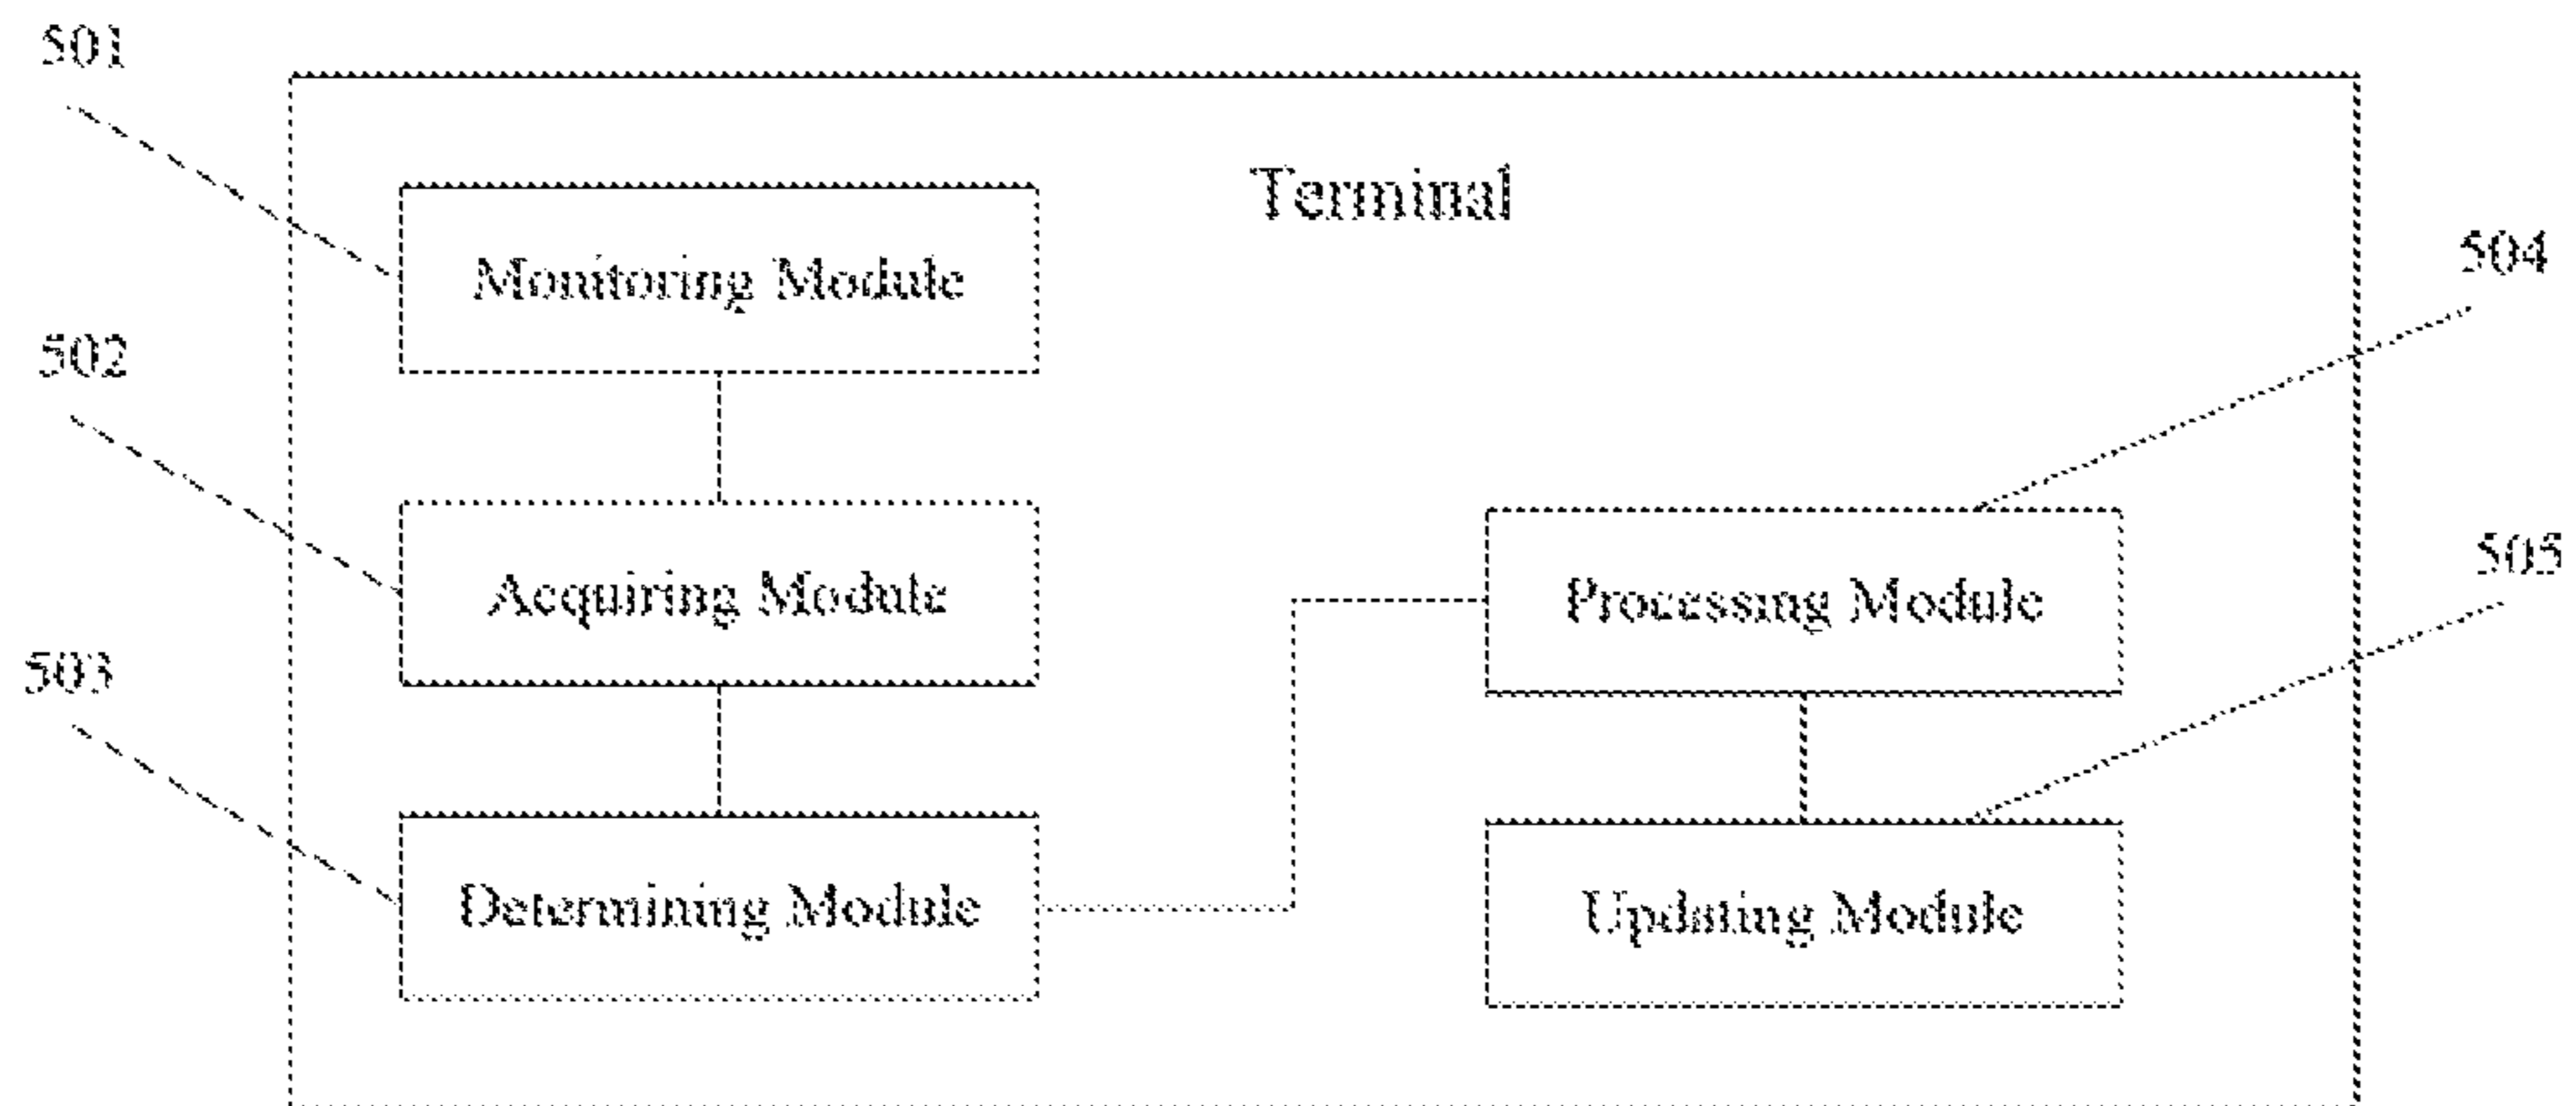 501
Terminal
Monitoring Module
504
502
Acquiring Module
Processing Module
505
503
Determining Module
Updating Module